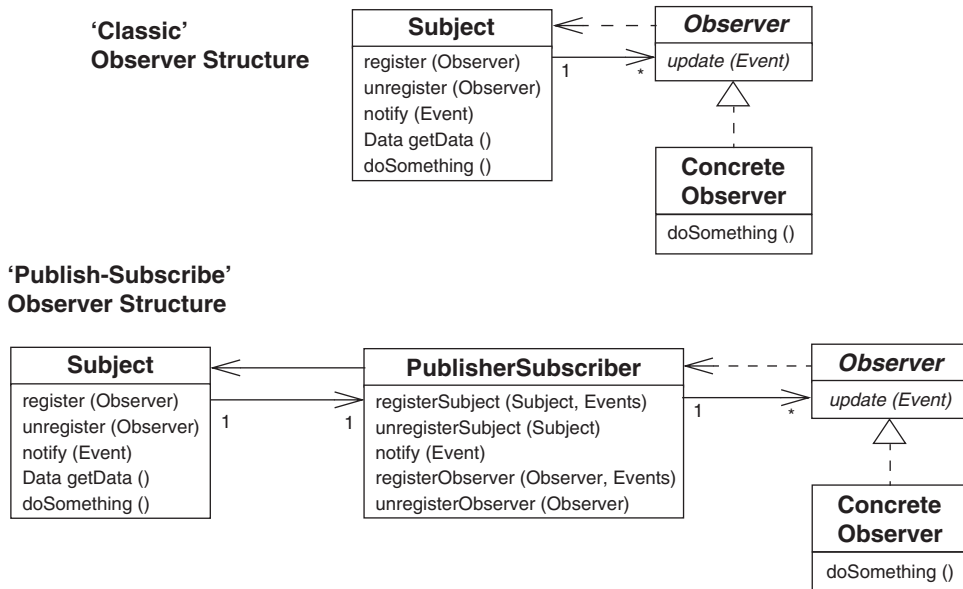 ‘Classic’
Observer Structure
Subject
register (Observer)
unregister (Observer)
notify (Event)
Data getData ()
doSomething ()
1
*
Observer
update (Event)
Concrete
Observer
doSomething ()
‘Publish-Subscribe’
Observer Structure
Subject
register (Observer)
unregister (Observer)
notify (Event)
Data getData ()
doSomething ()
1
1
PublisherSubscriber
registerSubject (Subject, Events)
unregisterSubject (Subject)
notify (Event)
registerObserver (Observer, Events)
unregisterObserver (Observer)
1
*
Observer
update (Event)
Concrete
Observer
doSomething ()